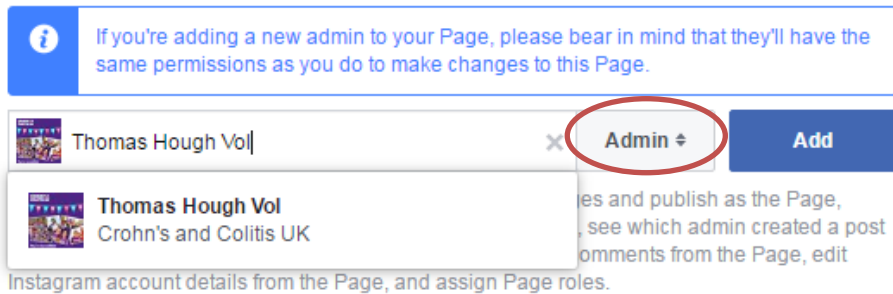 If you're adding a new admin to your Page, please bear in mind that they'll have the
same permissions as you do to make changes to this Page.
Thomas Hough Vol
Admin
Add
Thomas Hough Vol
Crohn's and Colitis UK
and publish as the Page,
, see which admin created a post
from the Page, edit
Instagram account details from the Page, and assign Page roles.